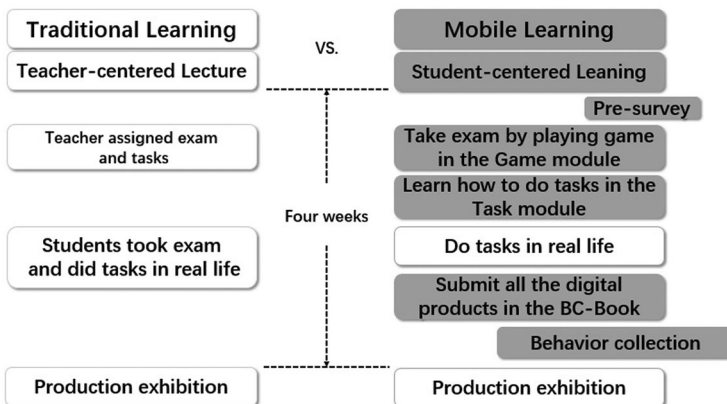 Traditional Learning
VS.
Mobile Learning
Teacher-centered Lecture
Student-centered Leaning
Pre-survey
Teacher assigned exam
and tasks
Take exam by playing game
in the Game module
Learn how to do tasks in the
Task module
Four weeks
Students took exam
and did tasks in real life
Do tasks in real life
Submit all the digital
products in the BC-Book
Behavior collection
Production exhibition
Production exhibition